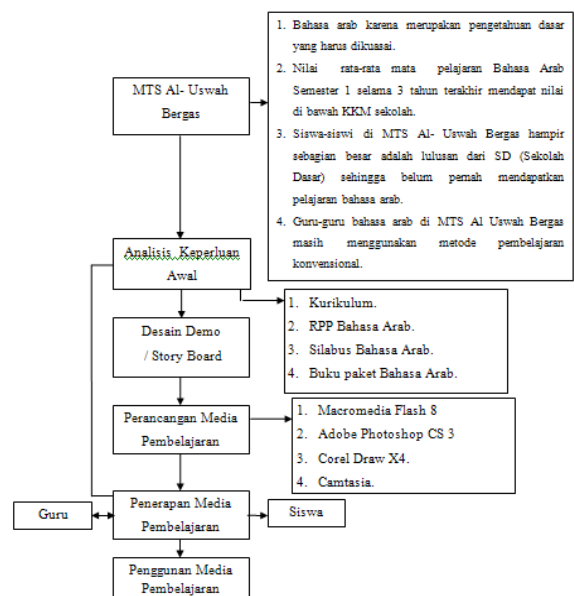 MTS Al- Uswah
Bergas
1. Bahasa arab karena merupakan pengetahuan dasar
yang harus dikuasai.
2. Nilai rata-rata mata pelajaran Bahasa Arab
Semester 1 selama 3 tahun terakhir mendapat nilai
di bawah KKM sekolah.
3. Siswa-siswi di MTS Al- Uswah Bergas hampir
sebagian besar adalah lulusan dari SD (Sekolah
Dasar) sehingga belum pernah mendapatkan
pelajaran bahasa arab.
4. Guru-guru bahasa arab di MTS Al Uswah Bergas
masih menggunakan metode pembelajaran
konvensional.
Analisis Keperluan
Awal
1. Kurikulum.
2. RPP Bahasa Arab.
3. Silabus Bahasa Arab.
4. Buku paket Bahasa Arab.
Desain Demo
/ Story Board
Perancangan Media
Pembelajaran
1. Macromedia Flash 8
2. Adobe Photoshop CS 3
3. Corel Draw X4.
4. Camtasia.
Guru
Penerapan Media
Pembelajaran
Siswa
Penggunan Media
Pembelajaran